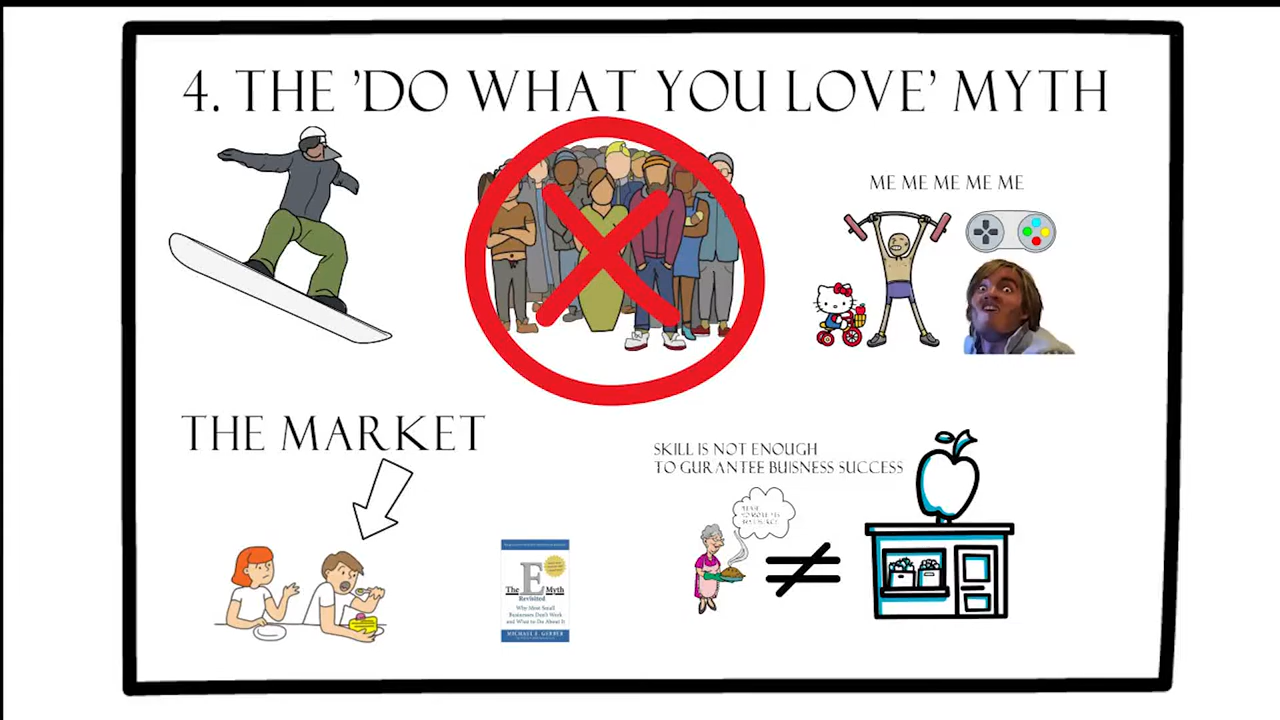 4. THE 'DO WHAT YOU LOVE' MYTH
ME ME ME ME ME
THE MARKET
SKILL IS NOT ENOUGH
TO GURANTEE BUISNESS SUCCESS
The E Myth
Revisited
Why Most Small
Businesses Don't Work
and What to Do About It
MICHAEL E. GERBER